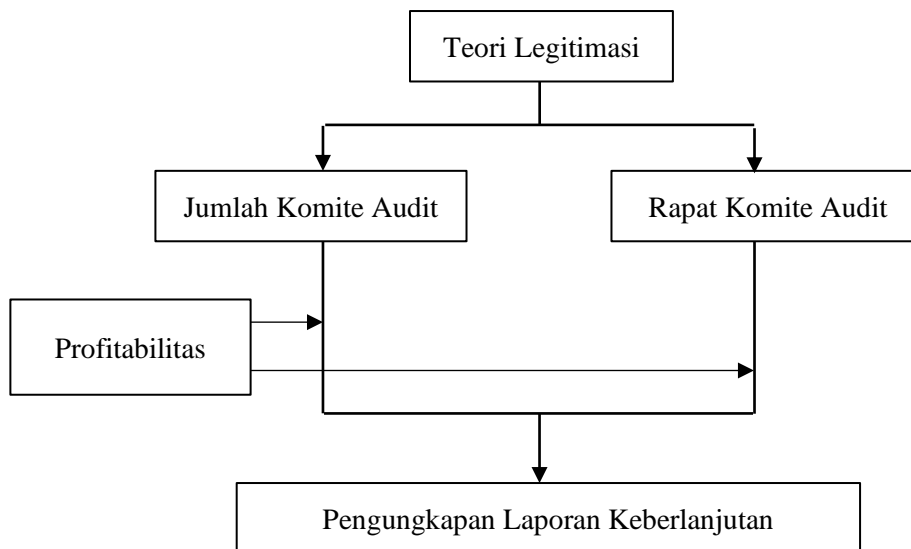 Teori Legitimasi
Jumlah Komite Audit
Rapat Komite Audit
Profitabilitas
Pengungkapan Laporan Keberlanjutan